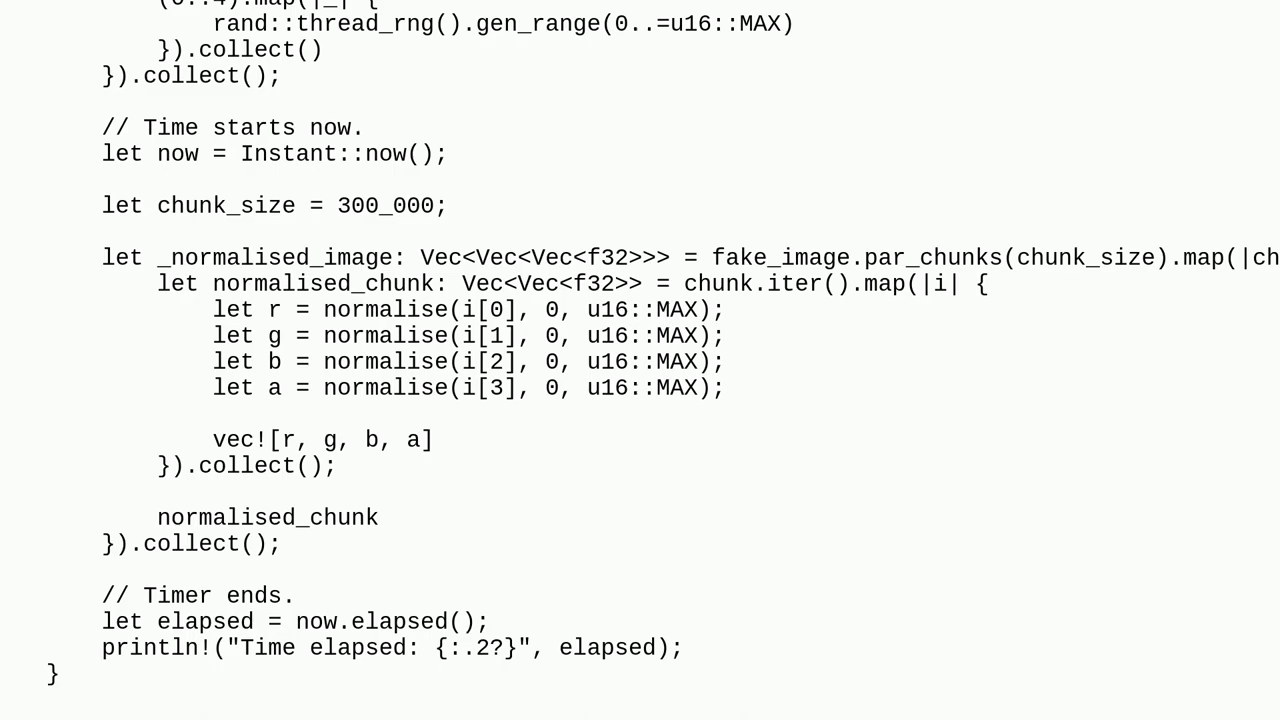 (0..4).map(|_| {
rand::thread_rng().gen_range(0..=u16::MAX)
}).collect()
}).collect();
// Time starts now.
let now = Instant::now();
let chunk_size = 300_000;
let _normalised_image: Vec<Vec<Vec<f32>>> = fake_image.par_chunks(chunk_size).map(|ch
let normalised_chunk: Vec<Vec<f32>> = chunk.iter().map(|i| {
let r = normalise(i[0], 0, u16::MAX);
let g = normalise(i[1], 0, u16::MAX);
let b = normalise(i[2], 0, u16::MAX);
let a = normalise(i[3], 0, u16::MAX);
vec![r, g, b, a]
}).collect();
normalised_chunk
}).collect();
// Timer ends.
let elapsed = now.elapsed();
println!("Time elapsed: {:.2?}", elapsed);
}